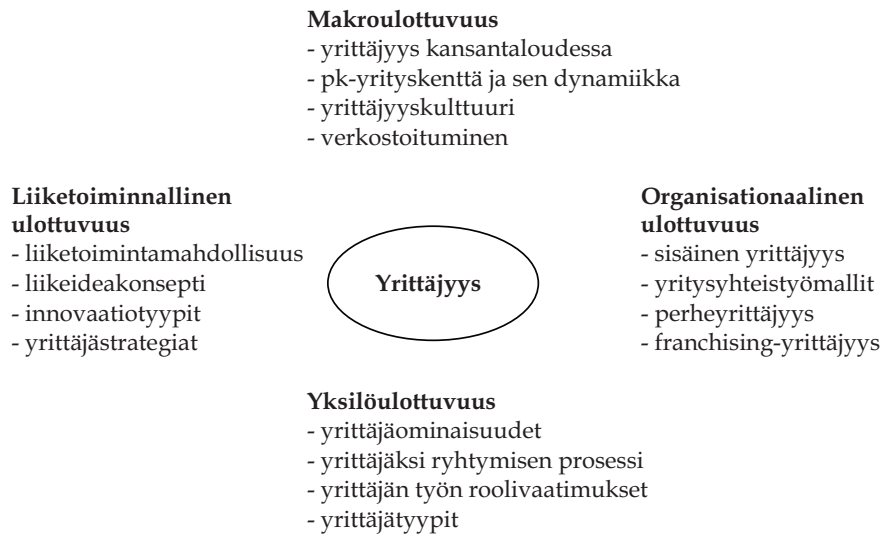 Makroulottuvuus
- yrittäjyys kansantaloudessa
- pk-yrityskenttä ja sen dynamiikka
- yrittäjyyskulttuuri
- verkostoituminen
Liiketoiminnallinen
ulottuvuus
- liiketoimintamahdollisuus
- liikeideakonsepti
- innovaatiotyypit
- yrittäjästrategiat
Yrittäjyys
Organisationaalinen
ulottuvuus
- sisäinen yrittäjyys
- yritysyhteistyömallit
- perheyrittäjyys
- franchising-yrittäjyys
Yksilöulottuvuus
- yrittäjäominaisuudet
- yrittäjäksi ryhtymisen prosessi
- yrittäjän työn roolivaatimukset
- yrittäjätyypit